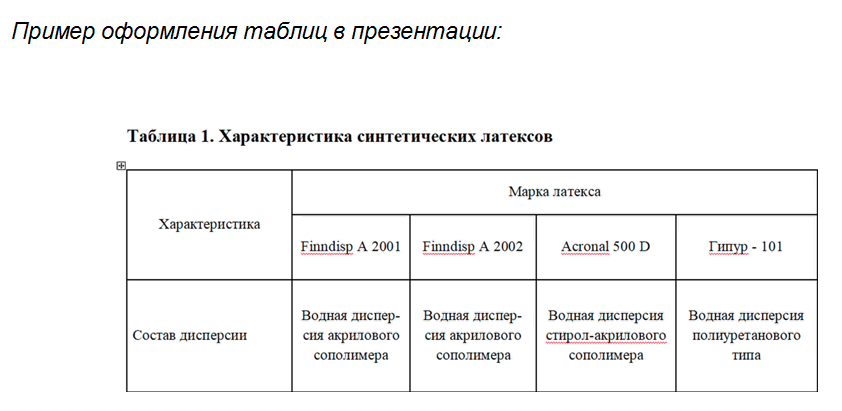 Пример оформления таблиц в презентации:
Таблица 1. Характеристика синтетических латексов
Характеристика
Марка латекса
Finndisp A 2001
Finndisp A 2002
Acronal 500 D
Гипур - 101
Состав дисперсии
Водная диспер-
сия акрилового
сополимера
Водная диспер-
сия акрилового
сополимера
Водная дисперсия
стирол-акрилового
сополимера
Водная дисперсия
полиуретанового
типа